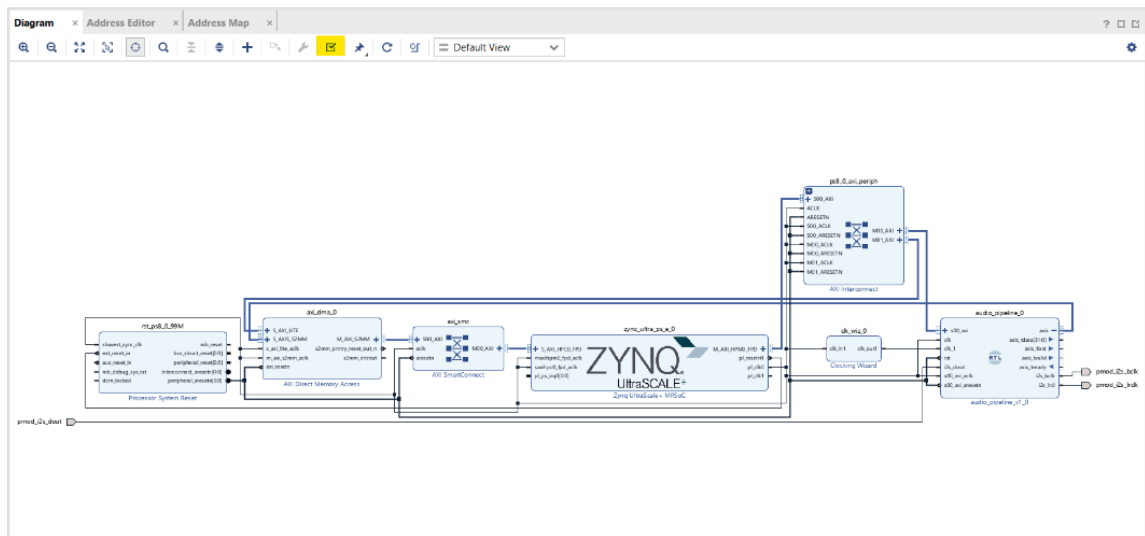 Diagram
Address Editor
Address Map
Default View
ps8_0_axi_periph
S00_AXI
ACLK
ARESETN
S00_ACLK
S00_ARESETN
M00_ACLK
M00_ARESETN
M01_ACLK
M01_ARESETN
M00_AXI
M01_AXI
AXI Interconnect
rst_ps8_0_99M
slowest_sync_clk
ext_reset_in
aux_reset_in
mb_debug_sys_rst
dcm_locked
mb_reset
bus_struct_reset[0:0]
peripheral_reset[0:0]
interconnect_aresetn[0:0]
peripheral_aresetn[0:0]
Processor System Reset
axi_dma_0
S_AXI_LITE
S_AXIS_S2MM
s_axi_lite_aclk
m_axi_s2mm_aclk
axi_resetn
M_AXI_S2MM
s2mm_prmry_reset_out_n
s2mm_introut
AXI Direct Memory Access
axi_smc
S00_AXI
aclk
aresetn
M00_AXI
AXI SmartConnect
zynq_ultra_ps_e_0
S_AXI_HPC0_FPD
maxihpm0_fpd_aclk
saxihpc0_fpd_aclk
pl_ps_irq0[0:0]
ZYNQ
UltraSCALE+
M_AXI_HPM0_FPD
pl_resetn0
pl_clk0
pl_clk1
Zynq UltraScale+ MPSoC
clk_wiz_0
clk_in1
clk_out1
Clocking Wizard
audio_pipeline_0
s00_axi
clk
clk_1
rst
i2s_dout
s00_axi_aclk
s00_axi_aresetn
RTL
axis
axis_tdata[31:0]
axis_tlast
axis_tvalid
axis_tready
i2s_bclk
i2s_lrcl
audio_pipeline_v1_0
pmod_i2s_bclk
pmod_i2s_lrclk
pmod_i2s_dout